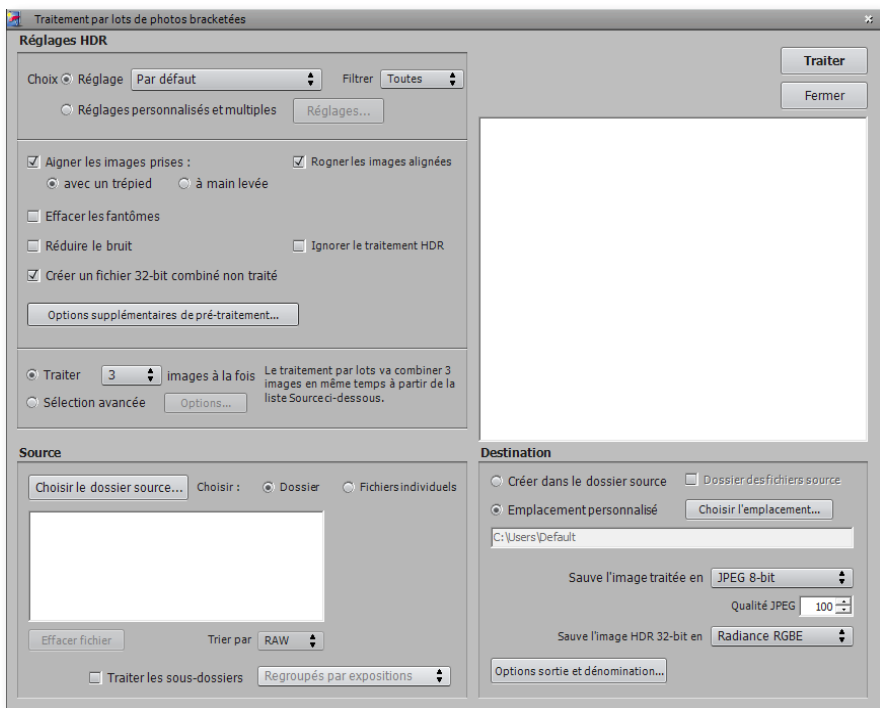 Traitement par lots de photos bracketées
Réglages HDR
Choix Réglage Par défaut Filtrer Toutes
Réglages personnalisés et multiples Réglages...
Aigner les images prises : Rogner les images alignées
avec un trépied à main levée
Effacer les fantômes
Réduire le bruit Ignorer le traitement HDR
Créer un fichier 32-bit combiné non traité
Options supplémentaires de pré-traitement...
Traiter 3 images à la fois
Le traitement par lots va combiner 3
images en même temps à partir de la
liste Sourceci-dessous.
Sélection avancée Options...
Traiter
Fermer
Source
Choisir le dossier source... Choisir : Dossier Fichiers individuels
Effacer fichier Trier par RAW
Traiter les sous-dossiers Regroupés par expositions
Destination
Créer dans le dossier source Dossier des fichiers source
Emplacement personnalisé Choisir l'emplacement...
C:\Users\Default
Sauve l'image traitée en JPEG 8-bit
Qualité JPEG 100
Sauve l'image HDR 32-bit en Radiance RGBE
Options sortie et dénomination...